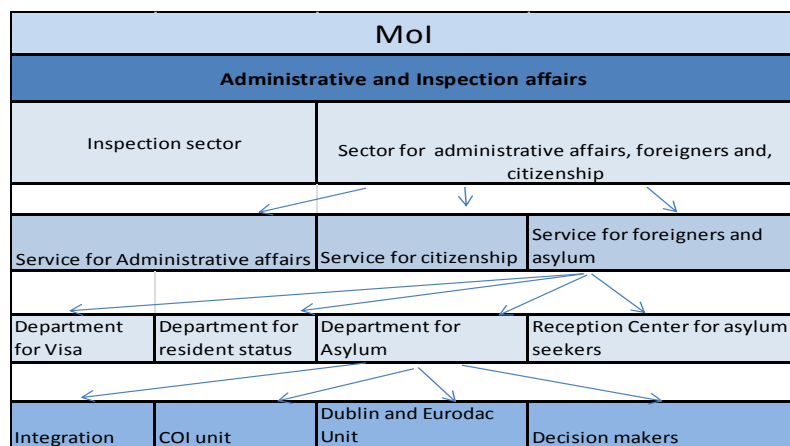 MoI
Administrative and Inspection affairs
Inspection sector
Sector for administrative affairs, foreigners and,
citizenship
Service for Administrative affairs
Service for citizenship
Service for foreigners and
asylum
Department
for Visa
Department for
resident status
Department for
Asylum
Reception Center for asylum
seekers
Integration
COI unit
Dublin and Eurodac
Unit
Decision makers